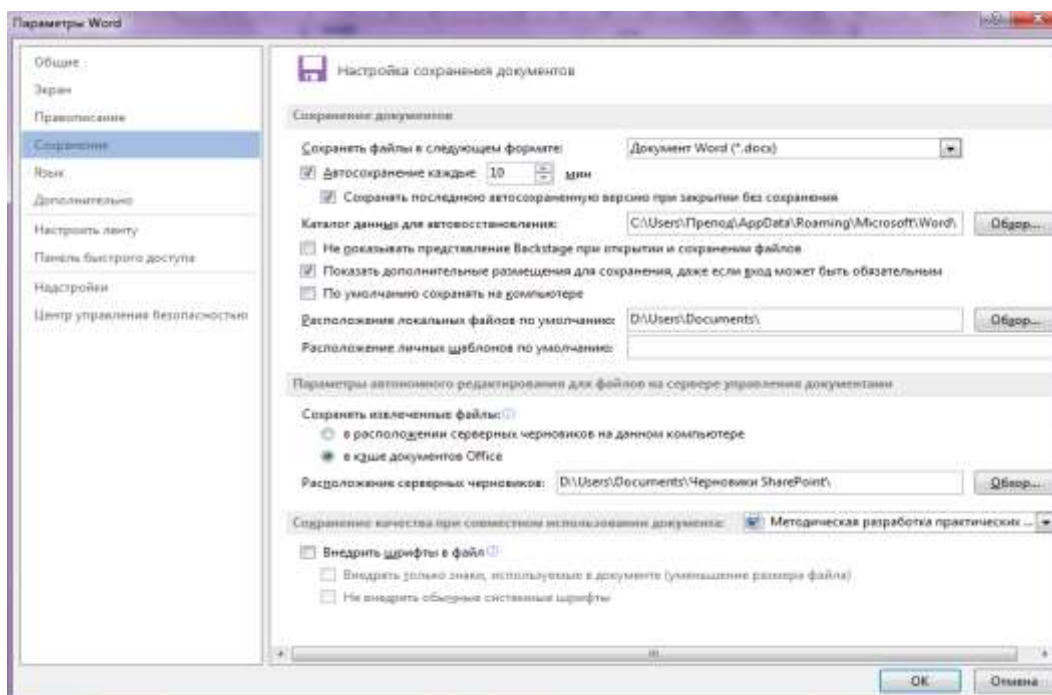 Параметры Word
Общие
Экран
Правописание
Сохранение
Язык
Дополнительно
Настроить ленту
Панель быстрого доступа
Надстройки
Центр управления безопасностью
Настройка сохранения документов
Сохранение документов
Сохранять файлы в следующем формате: Документ Word (*.docx)
Автосохранение каждые 10 мин
Сохранять последнюю автосохраненную версию при закрытии без сохранения
Каталог данных для автовосстановления: C:\Users\Препод\AppData\Roaming\Microsoft\Word\ Обзор...
Не показывать представление Backstage при открытии и сохранении файлов
Показать дополнительные размещения для сохранения, даже если вход может быть обязательным
По умолчанию сохранять на компьютере
Расположение локальных файлов по умолчанию: D:\Users\Documents\ Обзор...
Расположение личных шаблонов по умолчанию:
Параметры автономного редактирования для файлов на сервере управления документами
Сохранять извлеченные файлы:
в расположении серверных черновиков на данном компьютере
в кэше документов Office
Расположение серверных черновиков: D:\Users\Documents\Черновики SharePoint\ Обзор...
Сохранение качества при совместном использовании документа: Методическая разработка практических ...
Внедрить шрифты в файл
Внедрять только знаки, используемые в документе (уменьшение размера файла)
Не внедрять обычные системные шрифты
ОК Отмена